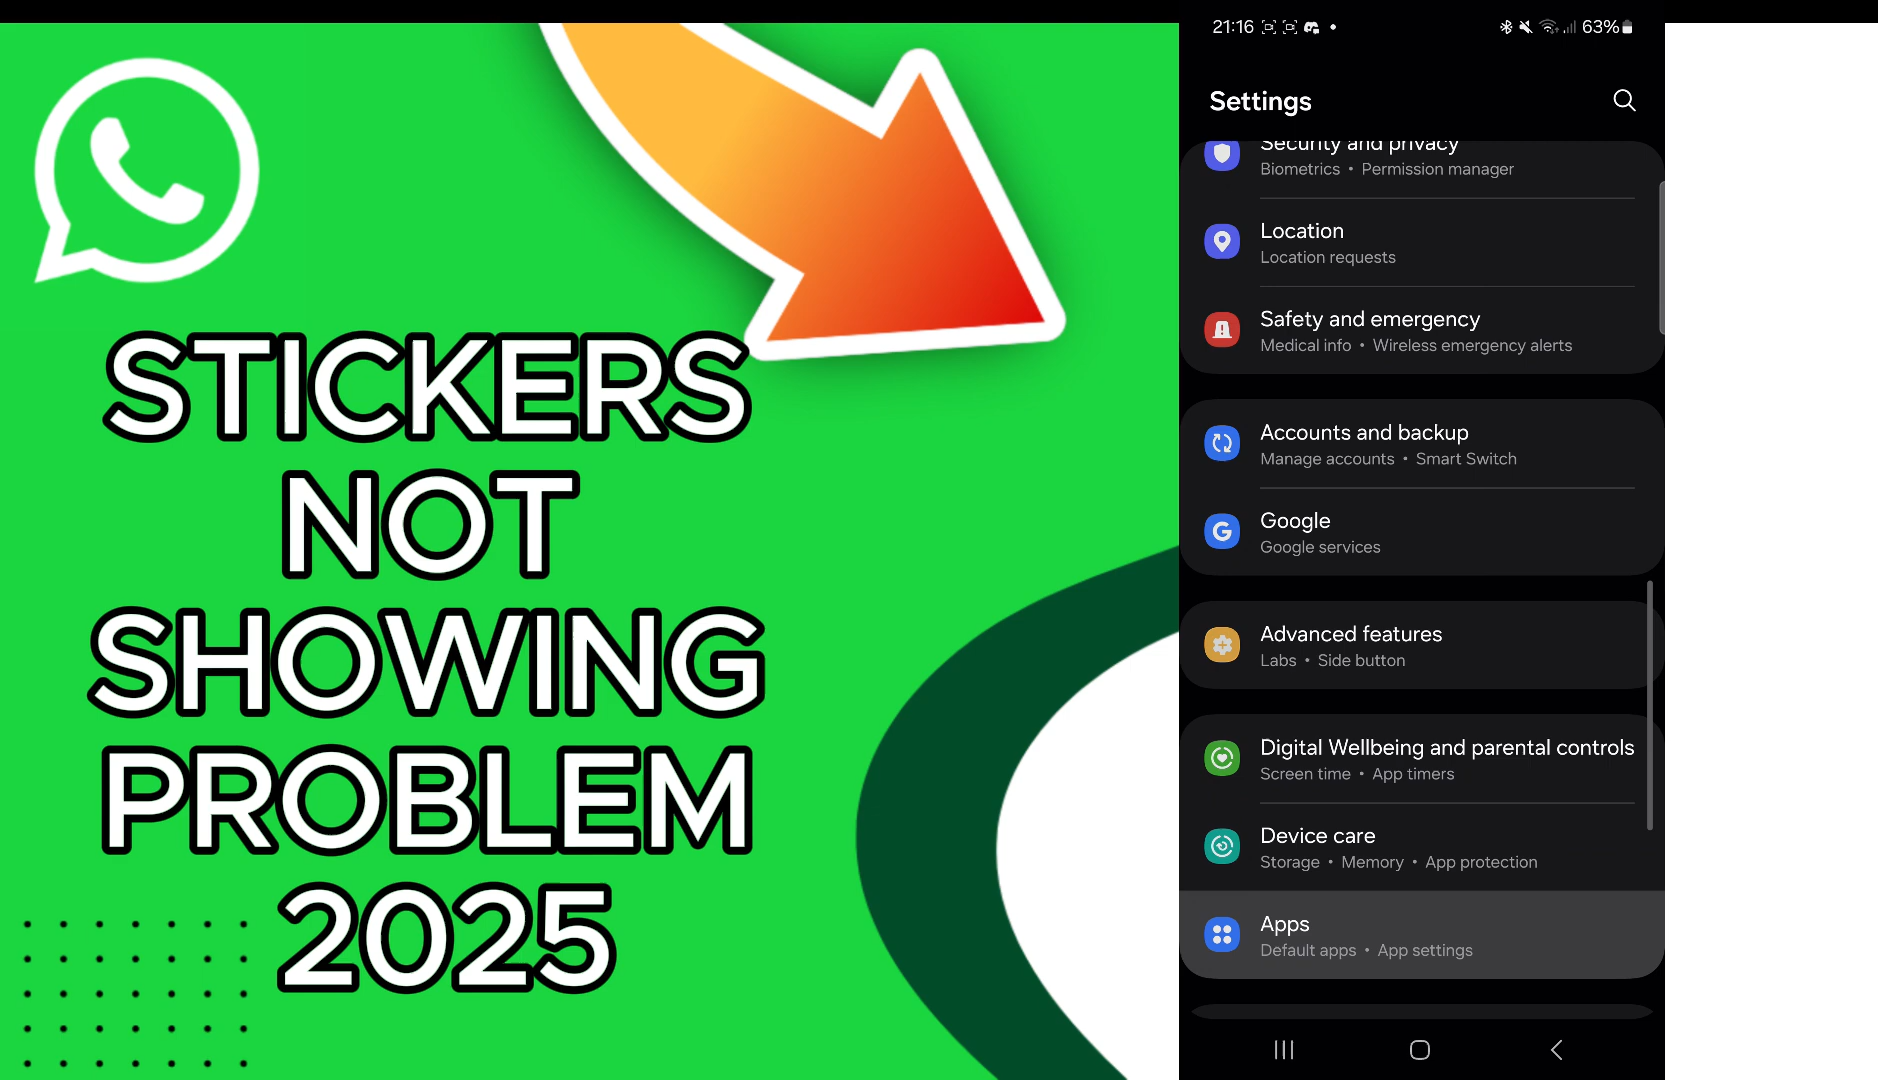 STICKERS
NOT
SHOWING
PROBLEM
2025
21:16
63%
Settings
Security and privacy
Biometrics • Permission manager
Location
Location requests
Safety and emergency
Medical info • Wireless emergency alerts
Accounts and backup
Manage accounts • Smart Switch
Google
Google services
Advanced features
Labs • Side button
Digital Wellbeing and parental controls
Screen time • App timers
Device care
Storage • Memory • App protection
Apps
Default apps • App settings